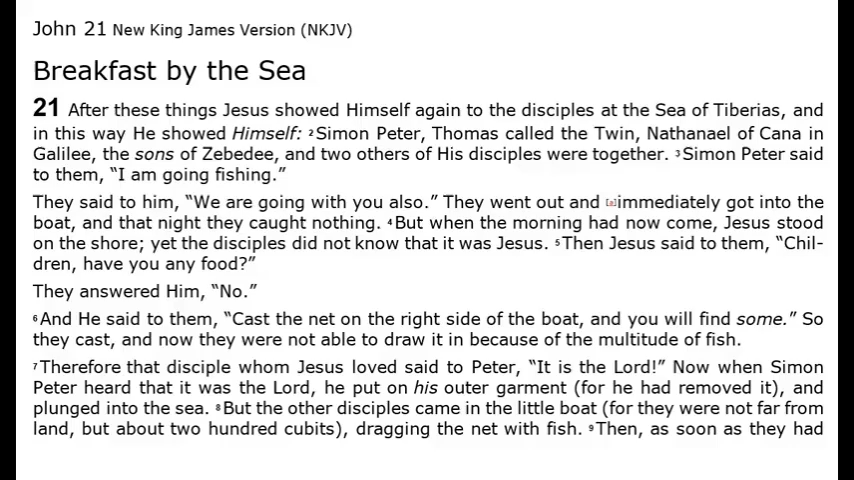 John 21 New King James Version (NKJV)
Breakfast by the Sea
21 After these things Jesus showed Himself again to the disciples at the Sea of Tiberias, and
in this way He showed Himself: 2Simon Peter, Thomas called the Twin, Nathanael of Cana in
Galilee, the sons of Zebedee, and two others of His disciples were together. 3Simon Peter said
to them, “I am going fishing.”
They said to him, “We are going with you also.” They went out and [a]immediately got into the
boat, and that night they caught nothing. 4But when the morning had now come, Jesus stood
on the shore; yet the disciples did not know that it was Jesus. 5Then Jesus said to them, “Chil-
dren, have you any food?”
They answered Him, “No.”
6And He said to them, “Cast the net on the right side of the boat, and you will find some.” So
they cast, and now they were not able to draw it in because of the multitude of fish.
7Therefore that disciple whom Jesus loved said to Peter, “It is the Lord!” Now when Simon
Peter heard that it was the Lord, he put on his outer garment (for he had removed it), and
plunged into the sea. 8But the other disciples came in the little boat (for they were not far from
land, but about two hundred cubits), dragging the net with fish. 9Then, as soon as they had